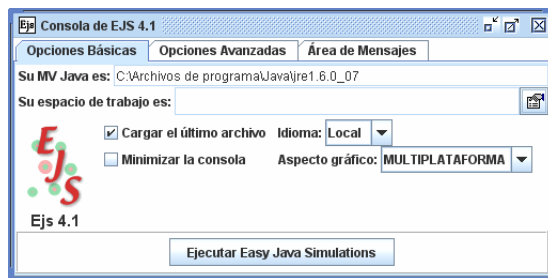 Ejs Consola de EJS 4.1
Opciones Básicas Opciones Avanzadas Área de Mensajes
Su MV Java es: C:\Archivos de programa\Java\jre1.6.0_07
Su espacio de trabajo es:
Cargar el último archivo Idioma: Local
Minimizar la consola Aspecto gráfico: MULTIPLATAFORMA
EJS
Ejs 4.1
Ejecutar Easy Java Simulations